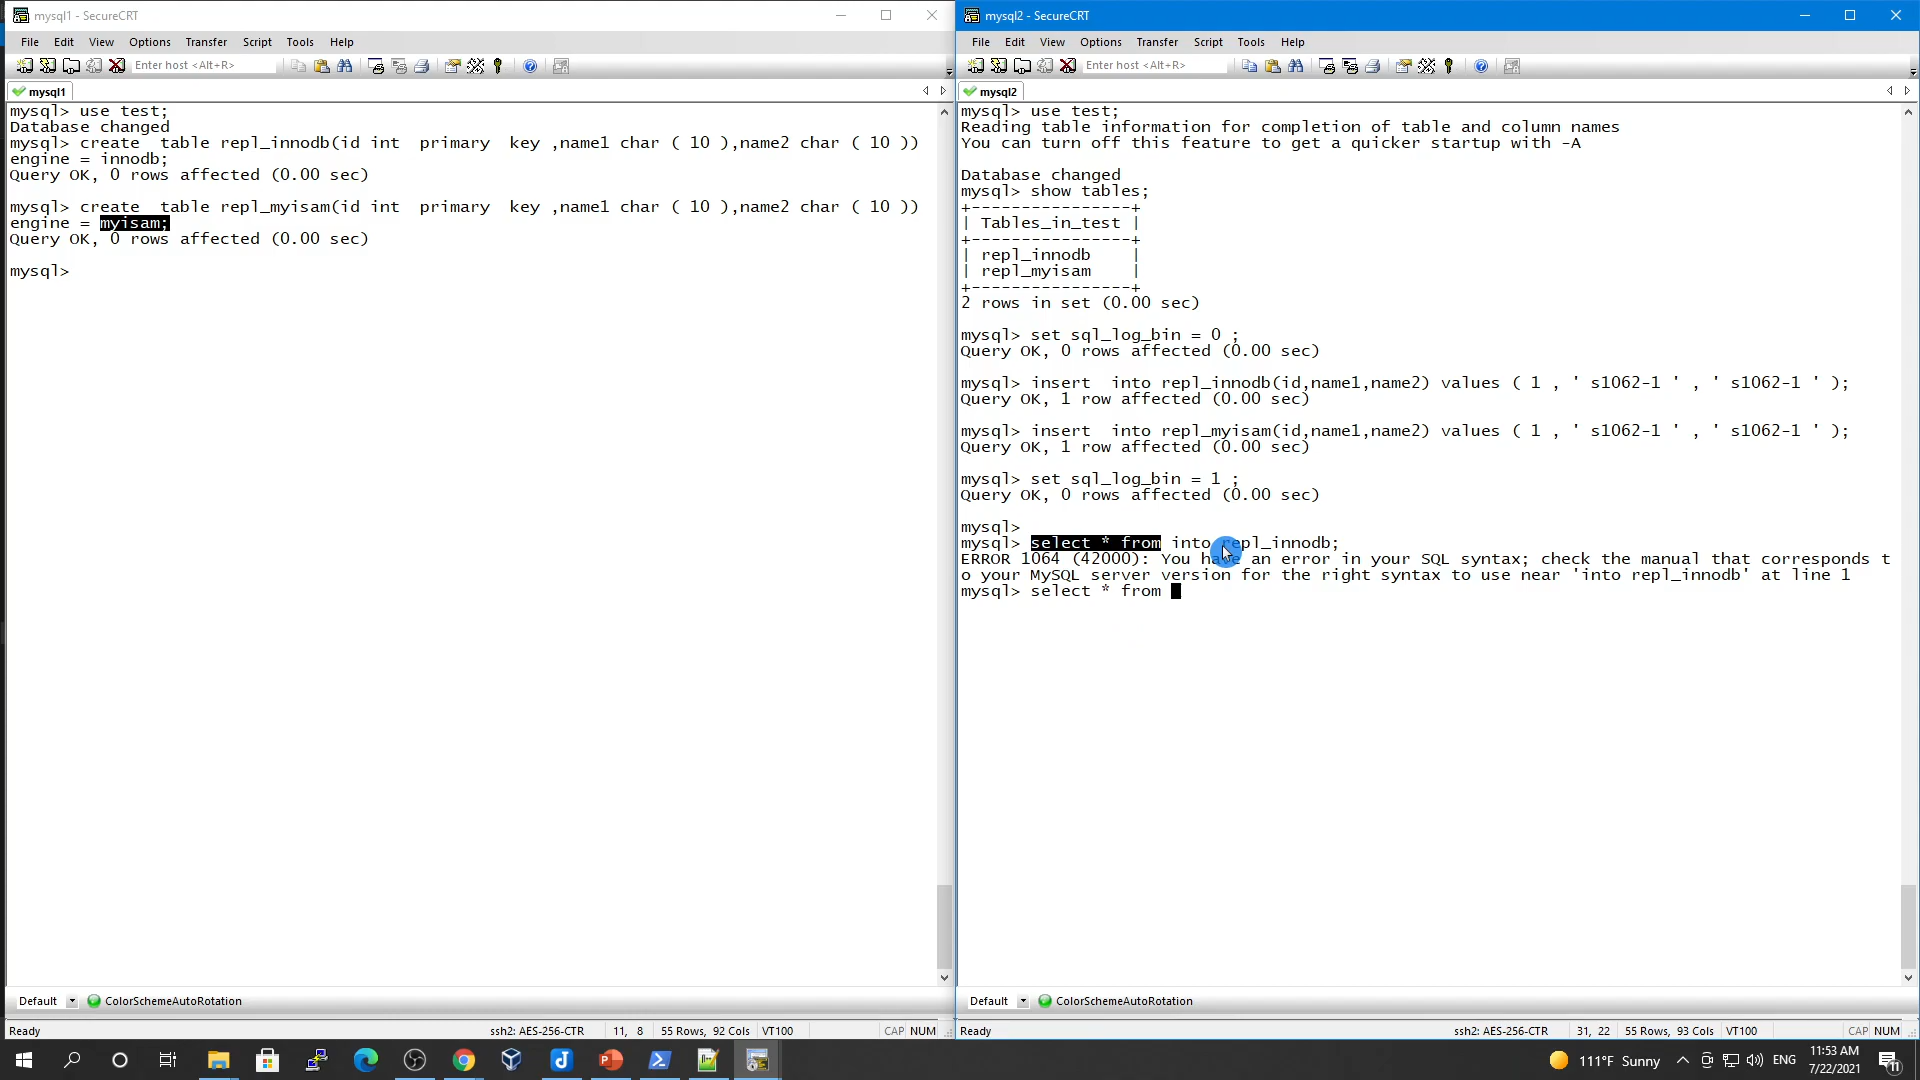 mysql1 - SecureCRT
File Edit View Options Transfer Script Tools Help
Enter host <Alt+R>
mysql1
mysql> use test;
Database changed
mysql> create  table repl_innodb(id int  primary  key ,name1 char ( 10 ),name2 char ( 10 ))
engine = innodb;
Query OK, 0 rows affected (0.00 sec)
mysql> create  table repl_myisam(id int  primary  key ,name1 char ( 10 ),name2 char ( 10 ))
engine = myisam;
Query OK, 0 rows affected (0.00 sec)
mysql>
Default ColorSchemeAutoRotation
Ready ssh2: AES-256-CTR 11, 8 55 Rows, 92 Cols VT100 CAP NUM
mysql2 - SecureCRT
File Edit View Options Transfer Script Tools Help
Enter host <Alt+R>
mysql2
mysql> use test;
Reading table information for completion of table and column names
You can turn off this feature to get a quicker startup with -A
Database changed
mysql> show tables;
+----------------+
| Tables_in_test |
+----------------+
| repl_innodb    |
| repl_myisam    |
+----------------+
2 rows in set (0.00 sec)
mysql> set sql_log_bin = 0 ;
Query OK, 0 rows affected (0.00 sec)
mysql> insert  into repl_innodb(id,name1,name2) values ( 1 , ' s1062-1 ' , ' s1062-1 ' );
Query OK, 1 row affected (0.00 sec)
mysql> insert  into repl_myisam(id,name1,name2) values ( 1 , ' s1062-1 ' , ' s1062-1 ' );
Query OK, 1 row affected (0.00 sec)
mysql> set sql_log_bin = 1 ;
Query OK, 0 rows affected (0.00 sec)
mysql>
mysql> select * from into repl_innodb;
ERROR 1064 (42000): You have an error in your SQL syntax; check the manual that corresponds t
o your MySQL server version for the right syntax to use near 'into repl_innodb' at line 1
mysql> select * from
Default ColorSchemeAutoRotation
Ready ssh2: AES-256-CTR 31, 22 55 Rows, 93 Cols VT100 CAP NUM
111°F Sunny ENG 11:53 AM
7/22/2021 11